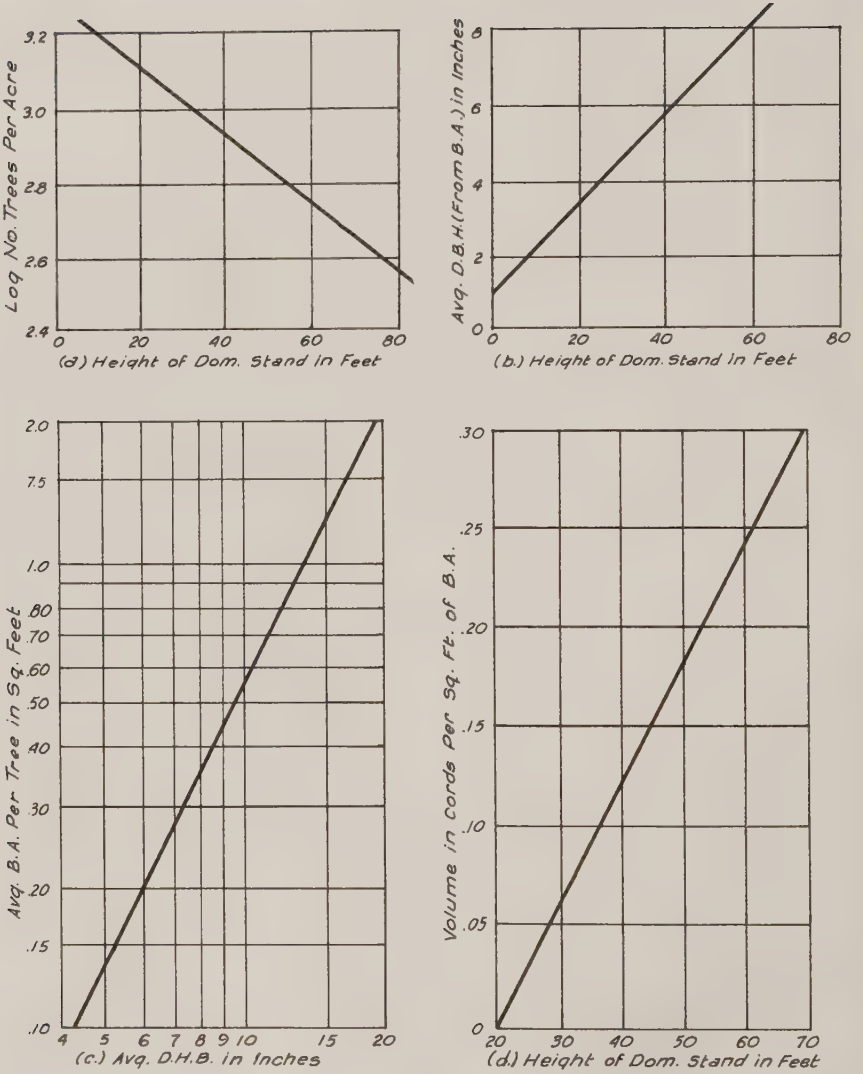 Log No. Trees Per Acre
3.2
3.0
2.8
2.6
2.4
0 20 40 60 80
(a) Height of Dom. Stand in Feet
Avg. D.B.H. (From B.A.) in Inches
8
6
4
2
0
0 20 40 60 80
(b.) Height of Dom. Stand in Feet
Avg. B.A. Per Tree in Sq. Feet
2.0
7.5
1.0
.80
.70
.60
.50
.40
.30
.20
.15
.10
4 5 6 7 8 9 10 15 20
(c.) Avg. D.H.B. in Inches
Volume in Cords Per Sq. Ft. of B.A.
.30
.25
.20
.15
.10
.05
0
20 30 40 50 60 70
(d.) Height of Dom. Stand in Feet